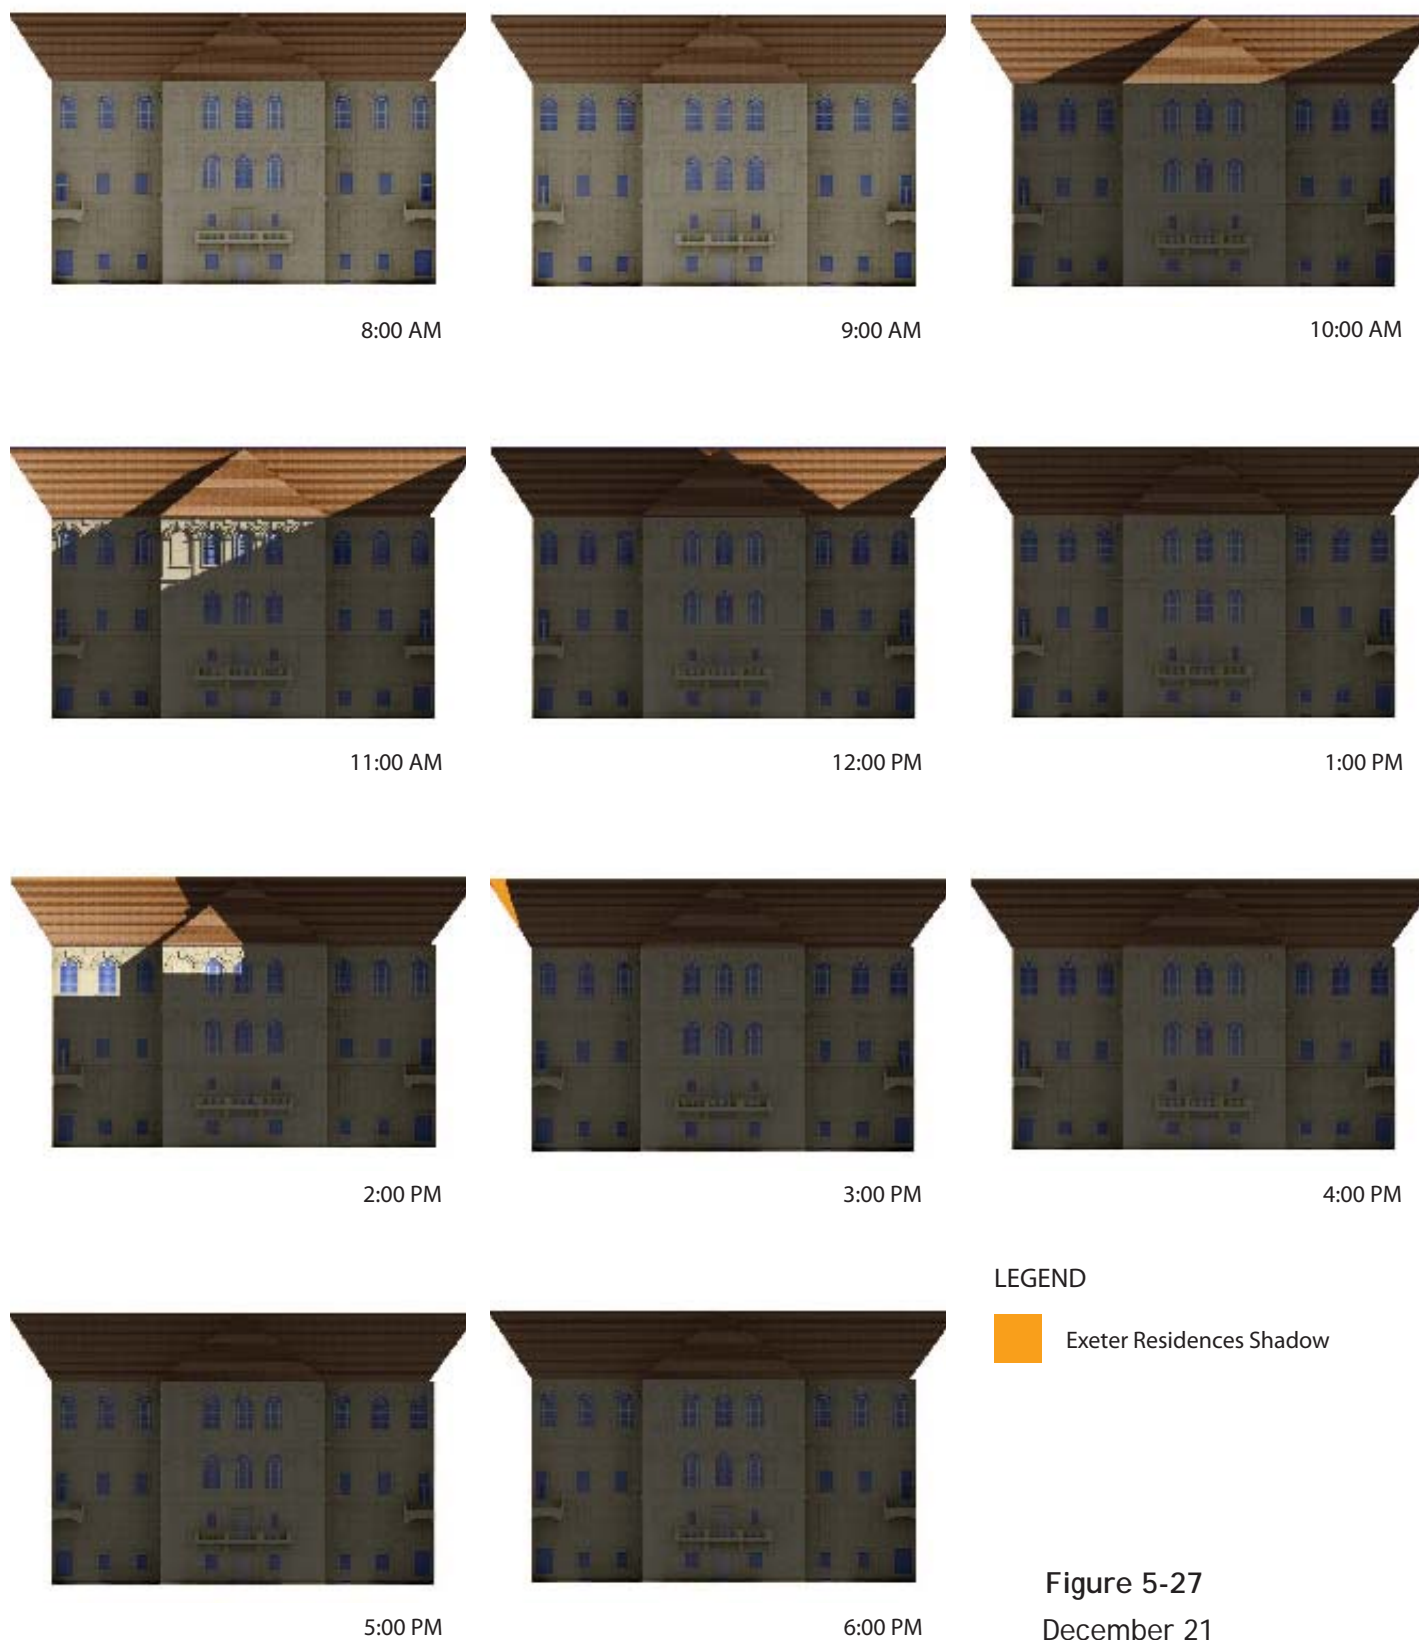 8:00 AM
9:00 AM
10:00 AM
11:00 AM
12:00 PM
1:00 PM
2:00 PM
3:00 PM
4:00 PM
LEGEND
Exeter Residences Shadow
5:00 PM
6:00 PM
Figure 5-27
December 21